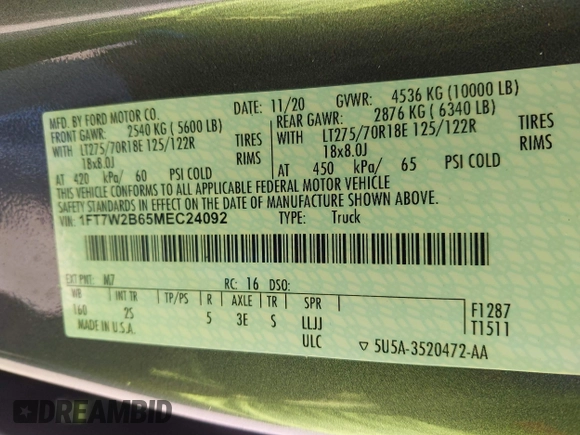 MFD. BY FORD MOTOR CO.
DATE: 11/20 GVWR: 4536 KG (10000 LB)
FRONT GAWR: 2540 KG ( 5600 LB) REAR GAWR: 2876 KG ( 6340 LB)
WITH LT275/70R18E 125/122R TIRES WITH LT275/70R18E 125/122R TIRES
18x8.0J RIMS 18x8.0J RIMS
AT 420 kPa/ 60 PSI COLD AT 450 kPa/ 65 PSI COLD
THIS VEHICLE CONFORMS TO ALL APPLICABLE FEDERAL MOTOR VEHICLE
SAFETY STANDARDS IN EFFECT ON THE DATE OF MANUFACTURE SHOWN ABOVE.
VIN: 1FT7W2B65MEC24092 TYPE: Truck
EXT PNT: M7 RC: 16 DSO:
WB INT TR TP/PS R AXLE TR SPR
160 2S 5 3E S LLJJ
ULC
F1287
T1511
MADE IN U.S.A.
▽ 5U5A-3520472-AA
DREAMBID